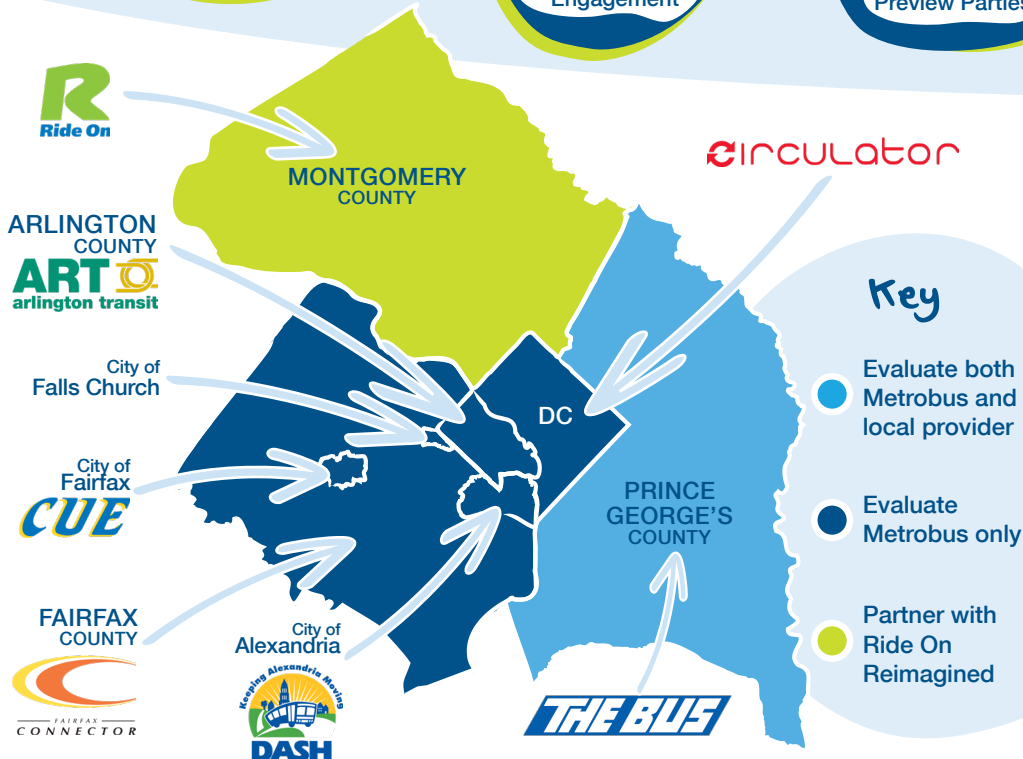 Engagement
Preview Parties
R
Ride On
MONTGOMERY
COUNTY
circulator
ARLINGTON
COUNTY
ART
arlington transit
City of
Falls Church
City of
Fairfax
CUE
FAIRFAX
COUNTY
FAIRFAX
CONNECTOR
City of
Alexandria
Keeping Alexandria Moving
DASH
DC
PRINCE
GEORGE'S
COUNTY
THE BUS
Key
Evaluate both
Metrobus and
local provider
Evaluate
Metrobus only
Partner with
Ride On
Reimagined